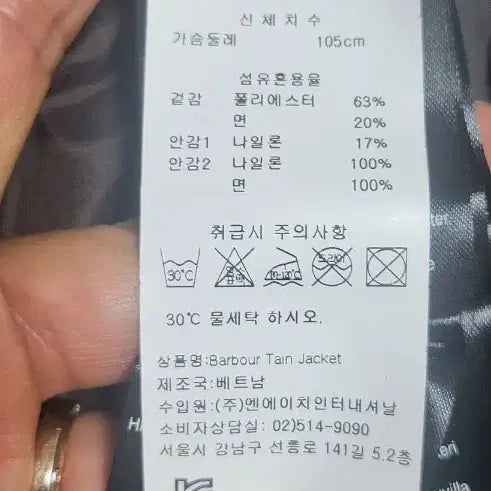 신체치수
가슴둘레 105cm
섬유혼용율
겉감 폴리에스터 63%
면 20%
안감1 나일론 17%
안감2 나일론 100%
면 100%
취급시 주의사항
30℃ 드라이
30℃ 물세탁 하시오.
상품명:Barbour Tain Jacket
제조국:베트남
수입원:(주)엔에이치인터내셔날
소비자상담실: 02)514-9090
서울시 강남구 선릉로 141길 5.2층